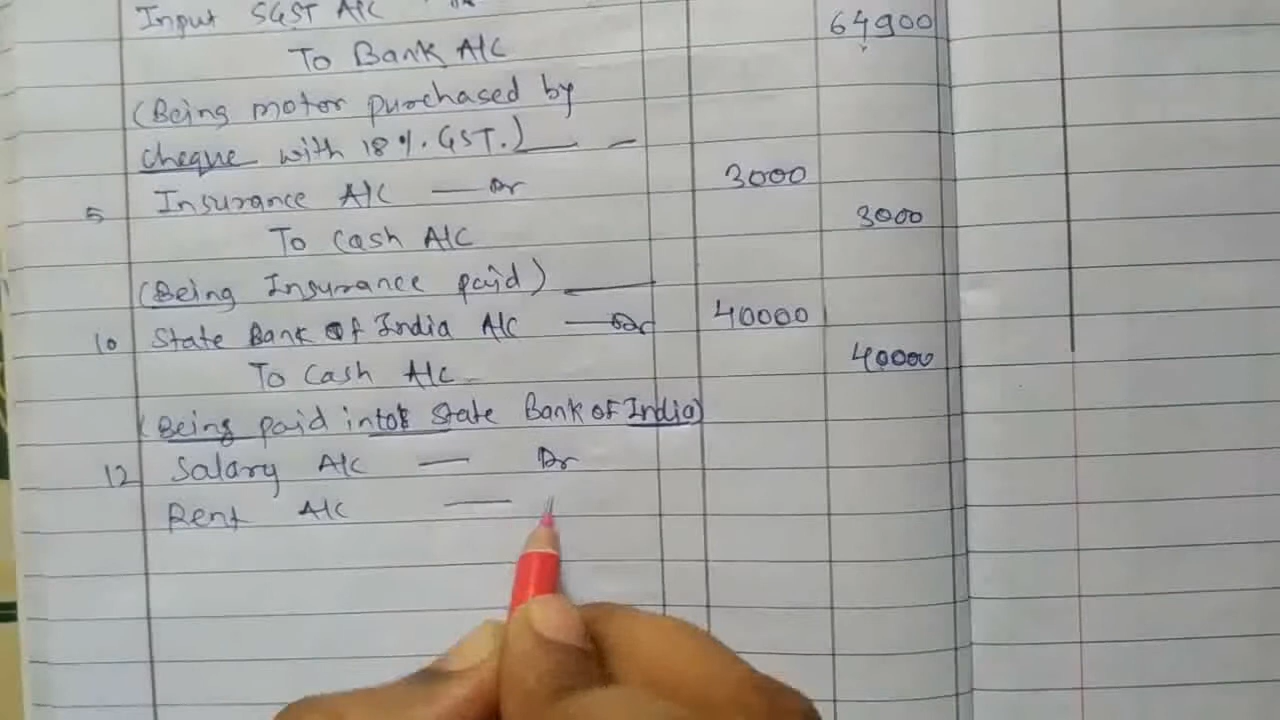 Input SGST A/C
64900
To Bank A/C
(Being motor purchased by
cheque with 18%. GST.)
5 Insurance A/C — Dr 3000
To Cash A/C 3000
(Being Insurance paid)
10 State Bank of India A/C — Dr 40000
To Cash A/C 40000
(Being paid into State Bank of India)
12 Salary A/C — Dr
Rent A/C —